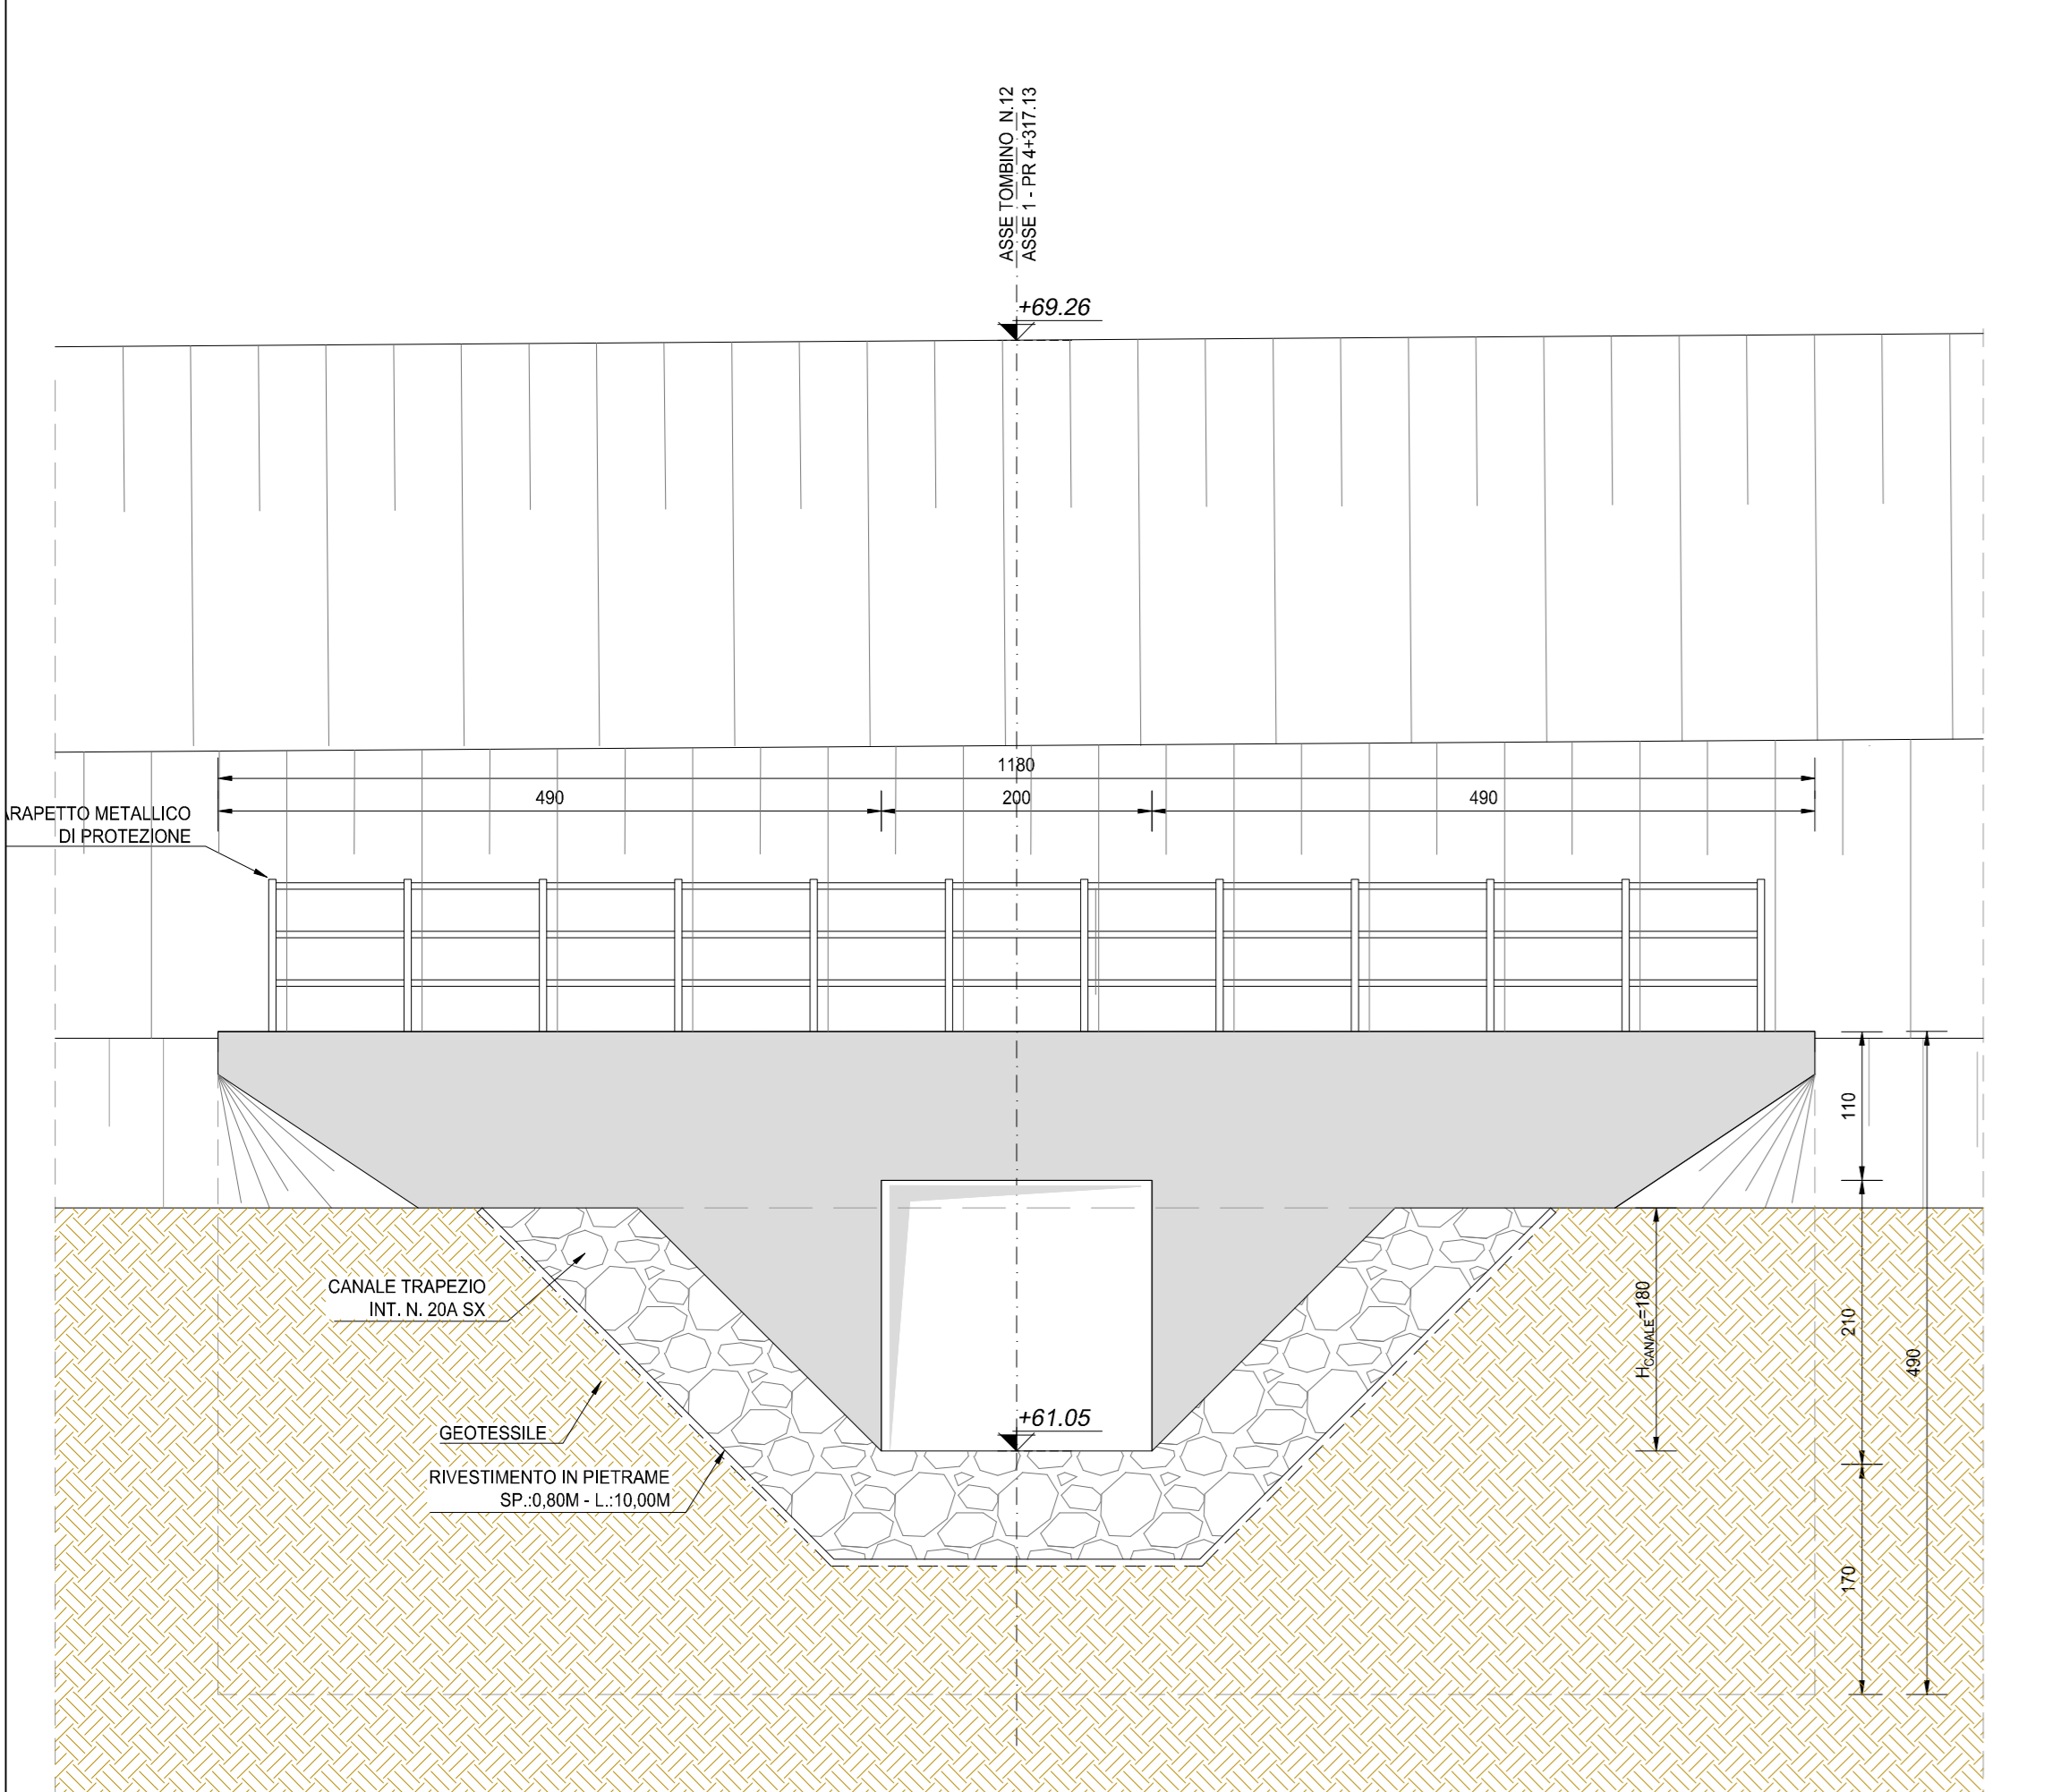 ASSE TOMBINO N.12
ASSE 1 - PR 4+317.13
+69.26
1180
490
200
490
ARAPETTO METALLICO
DI PROTEZIONE
110
210
490
170
H CANALE=180
CANALE TRAPEZIO
INT. N. 20A SX
+61.05
GEOTESSILE
RIVESTIMENTO IN PIETRAME
SP.:0,80M - L.:10,00M